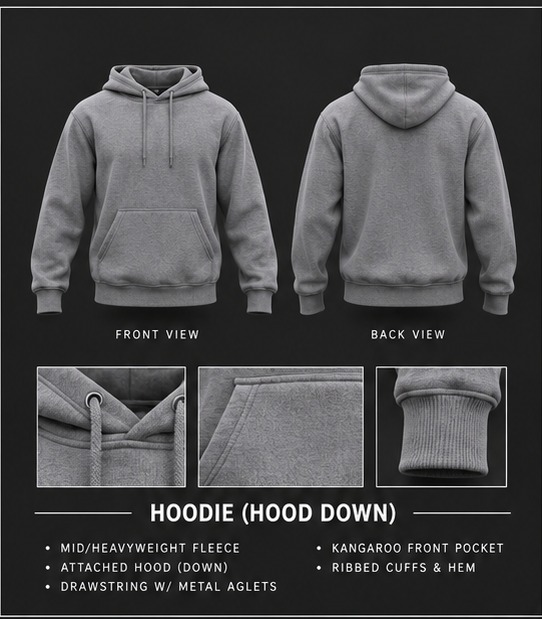 FRONT VIEW
BACK VIEW
HOODIE (HOOD DOWN)
• MID/HEAVYWEIGHT FLEECE
• ATTACHED HOOD (DOWN)
• DRAWSTRING W/ METAL AGLETS
• KANGAROO FRONT POCKET
• RIBBED CUFFS & HEM